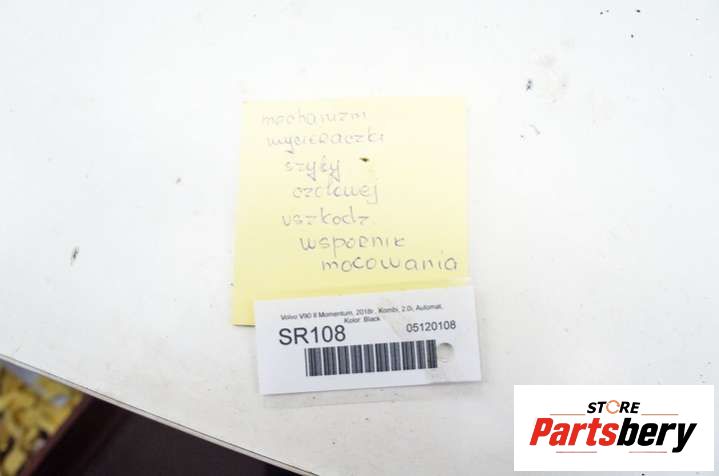 mechanizm
wycieraczki
szyby
czołowej
uszkodz.
wspornik
mocowania
Volvo V90 II Momentum, 2018r., Kombi, 2.0i, Automat,
Kolor: Black
SR108
05120108
STORE
Partsbery